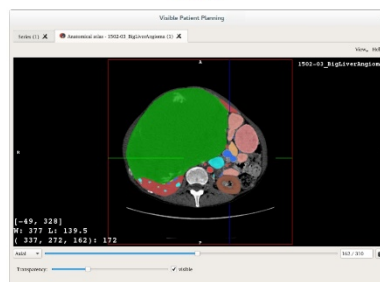 Visible Patient Planning
Series (1) ✗ Anatomical atlas - 1502-03_BigLiverAngioma (1) ✗
View,
1502-03_BigLiverAngioma
A
R
[-49, 328]
W: 377 L: 139.5
( 337, 272, 162): 172
Axial
Transparency:
✓ visible